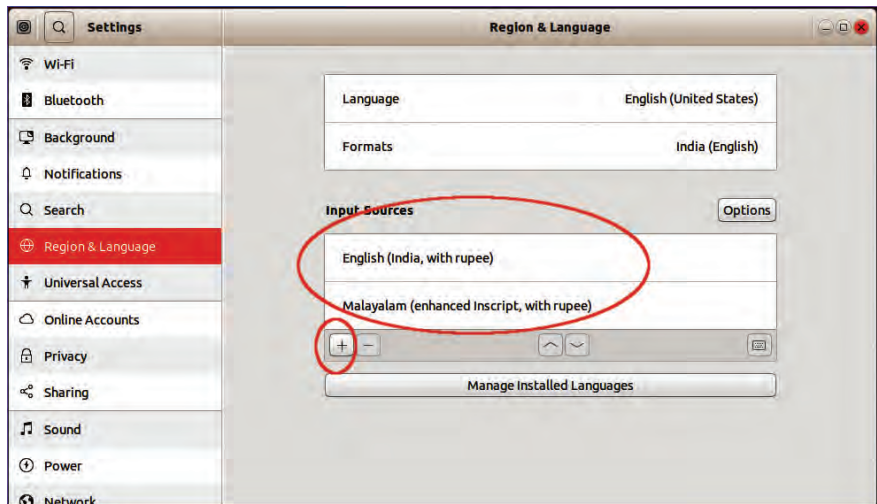 Settings
Region & Language
Wi-Fi
Bluetooth
Background
Notifications
Search
Region & Language
Universal Access
Online Accounts
Privacy
Sharing
Sound
Power
Network
Language English (United States)
Formats India (English)
Input Sources Options
English (India, with rupee)
Malayalam (enhanced Inscript, with rupee)
Manage Installed Languages